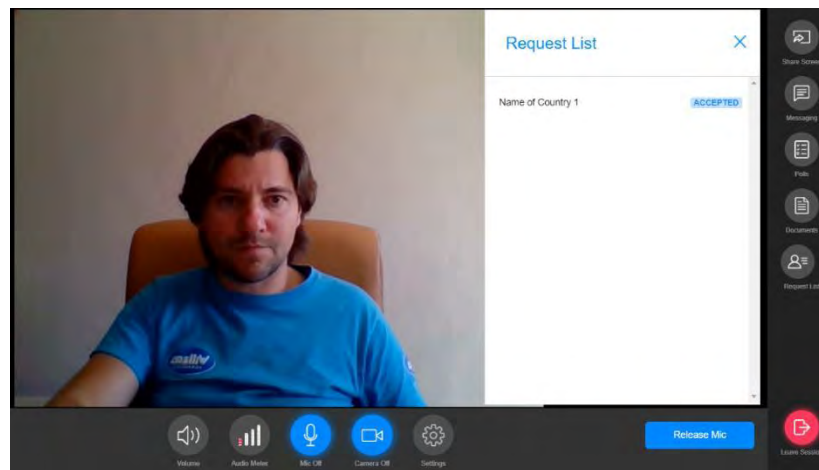 Request List
Name of Country 1 ACCEPTED
Share Screen
Messaging
Polls
Documents
Request List
Volume
Audio Meter
Mic Off
Camera Off
Settings
Release Mic
Leave Session